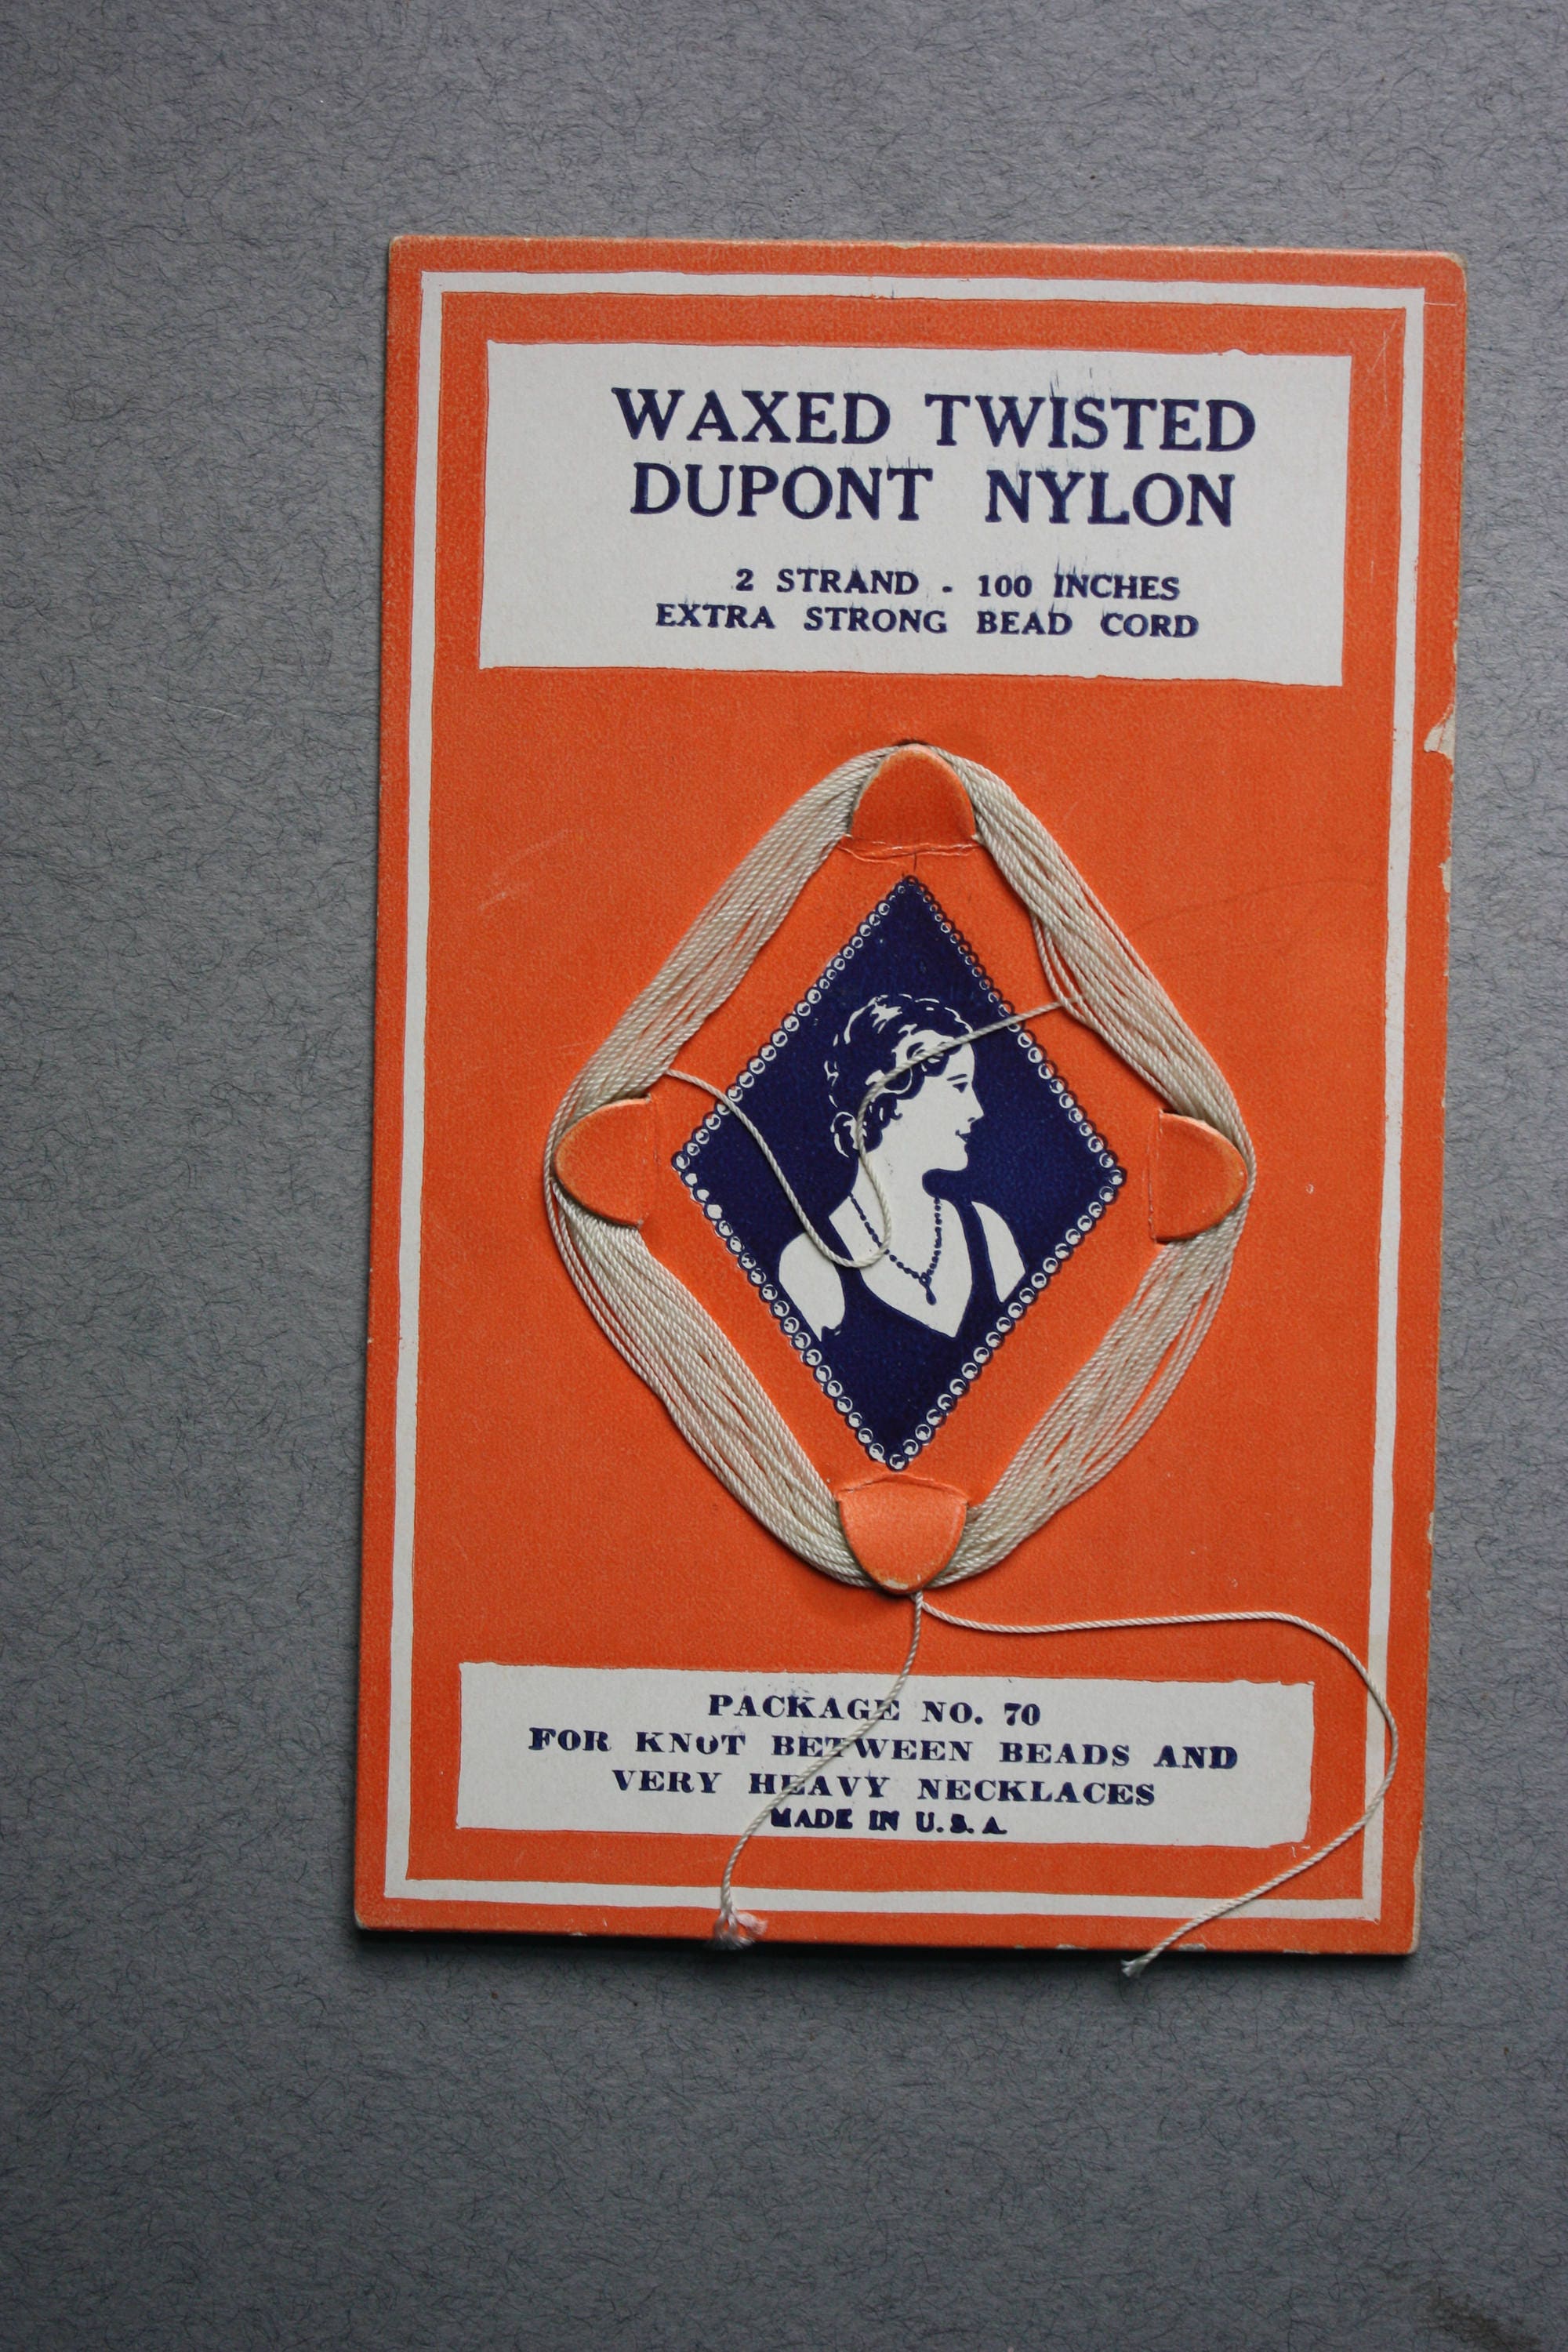 WAXED TWISTED
DUPONT NYLON
2 STRAND - 100 INCHES
EXTRA STRONG BEAD CORD
PACKAGE NO. 70
FOR KNOT BETWEEN BEADS AND
VERY HEAVY NECKLACES
MADE IN U.S.A.